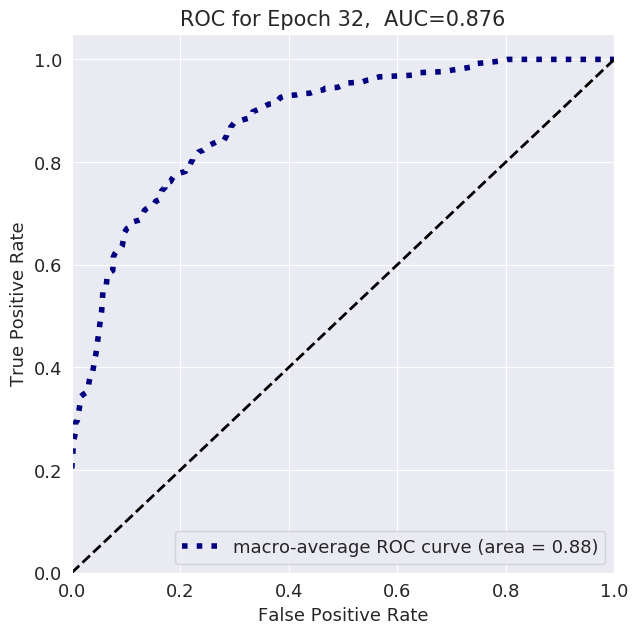 ROC for Epoch 32,  AUC=0.876
True Positive Rate
1.0
0.8
0.6
0.4
0.2
0.0
macro-average ROC curve (area = 0.88)
0.0 0.2 0.4 0.6 0.8 1.0
False Positive Rate